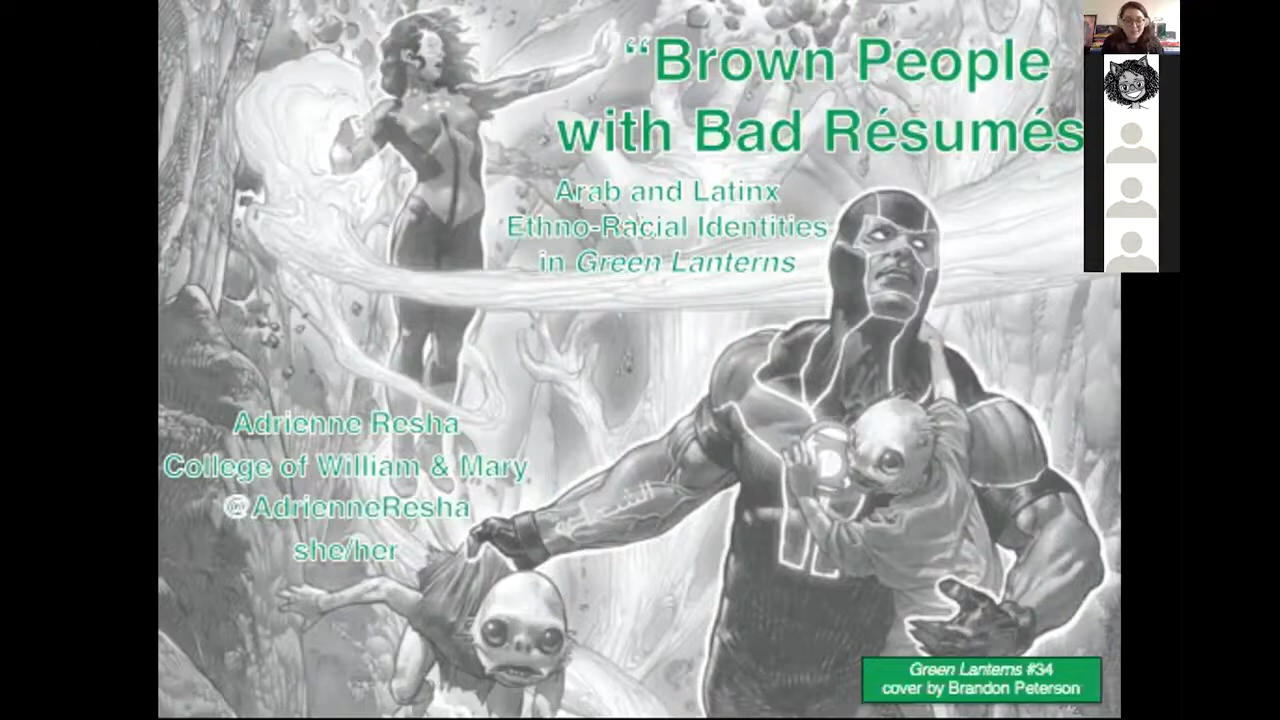 “Brown People
with Bad Résumés
Arab and Latinx
Ethno-Racial Identities
in Green Lanterns
Adrienne Resha
College of William & Mary
@AdrienneResha
she/her
Green Lanterns #34
cover by Brandon Peterson